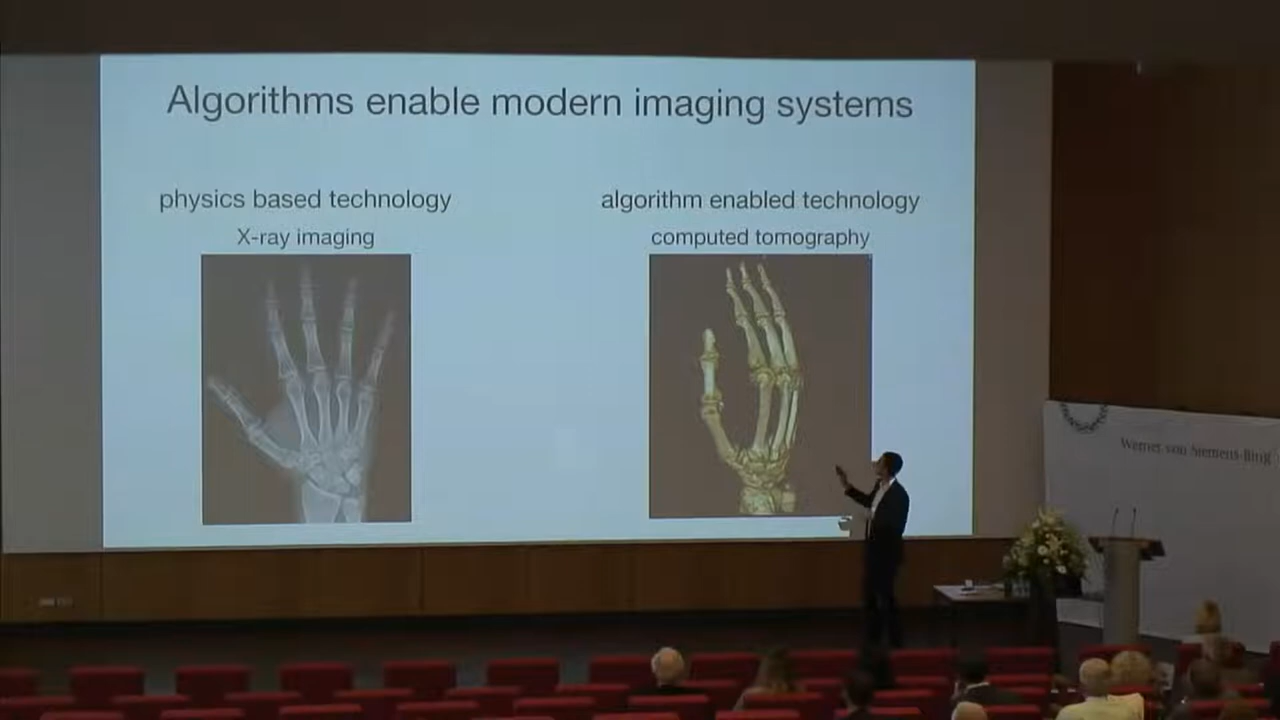 Algorithms enable modern imaging systems
physics based technology
X-ray imaging
algorithm enabled technology
computed tomography
Werner von Siemens-Ring